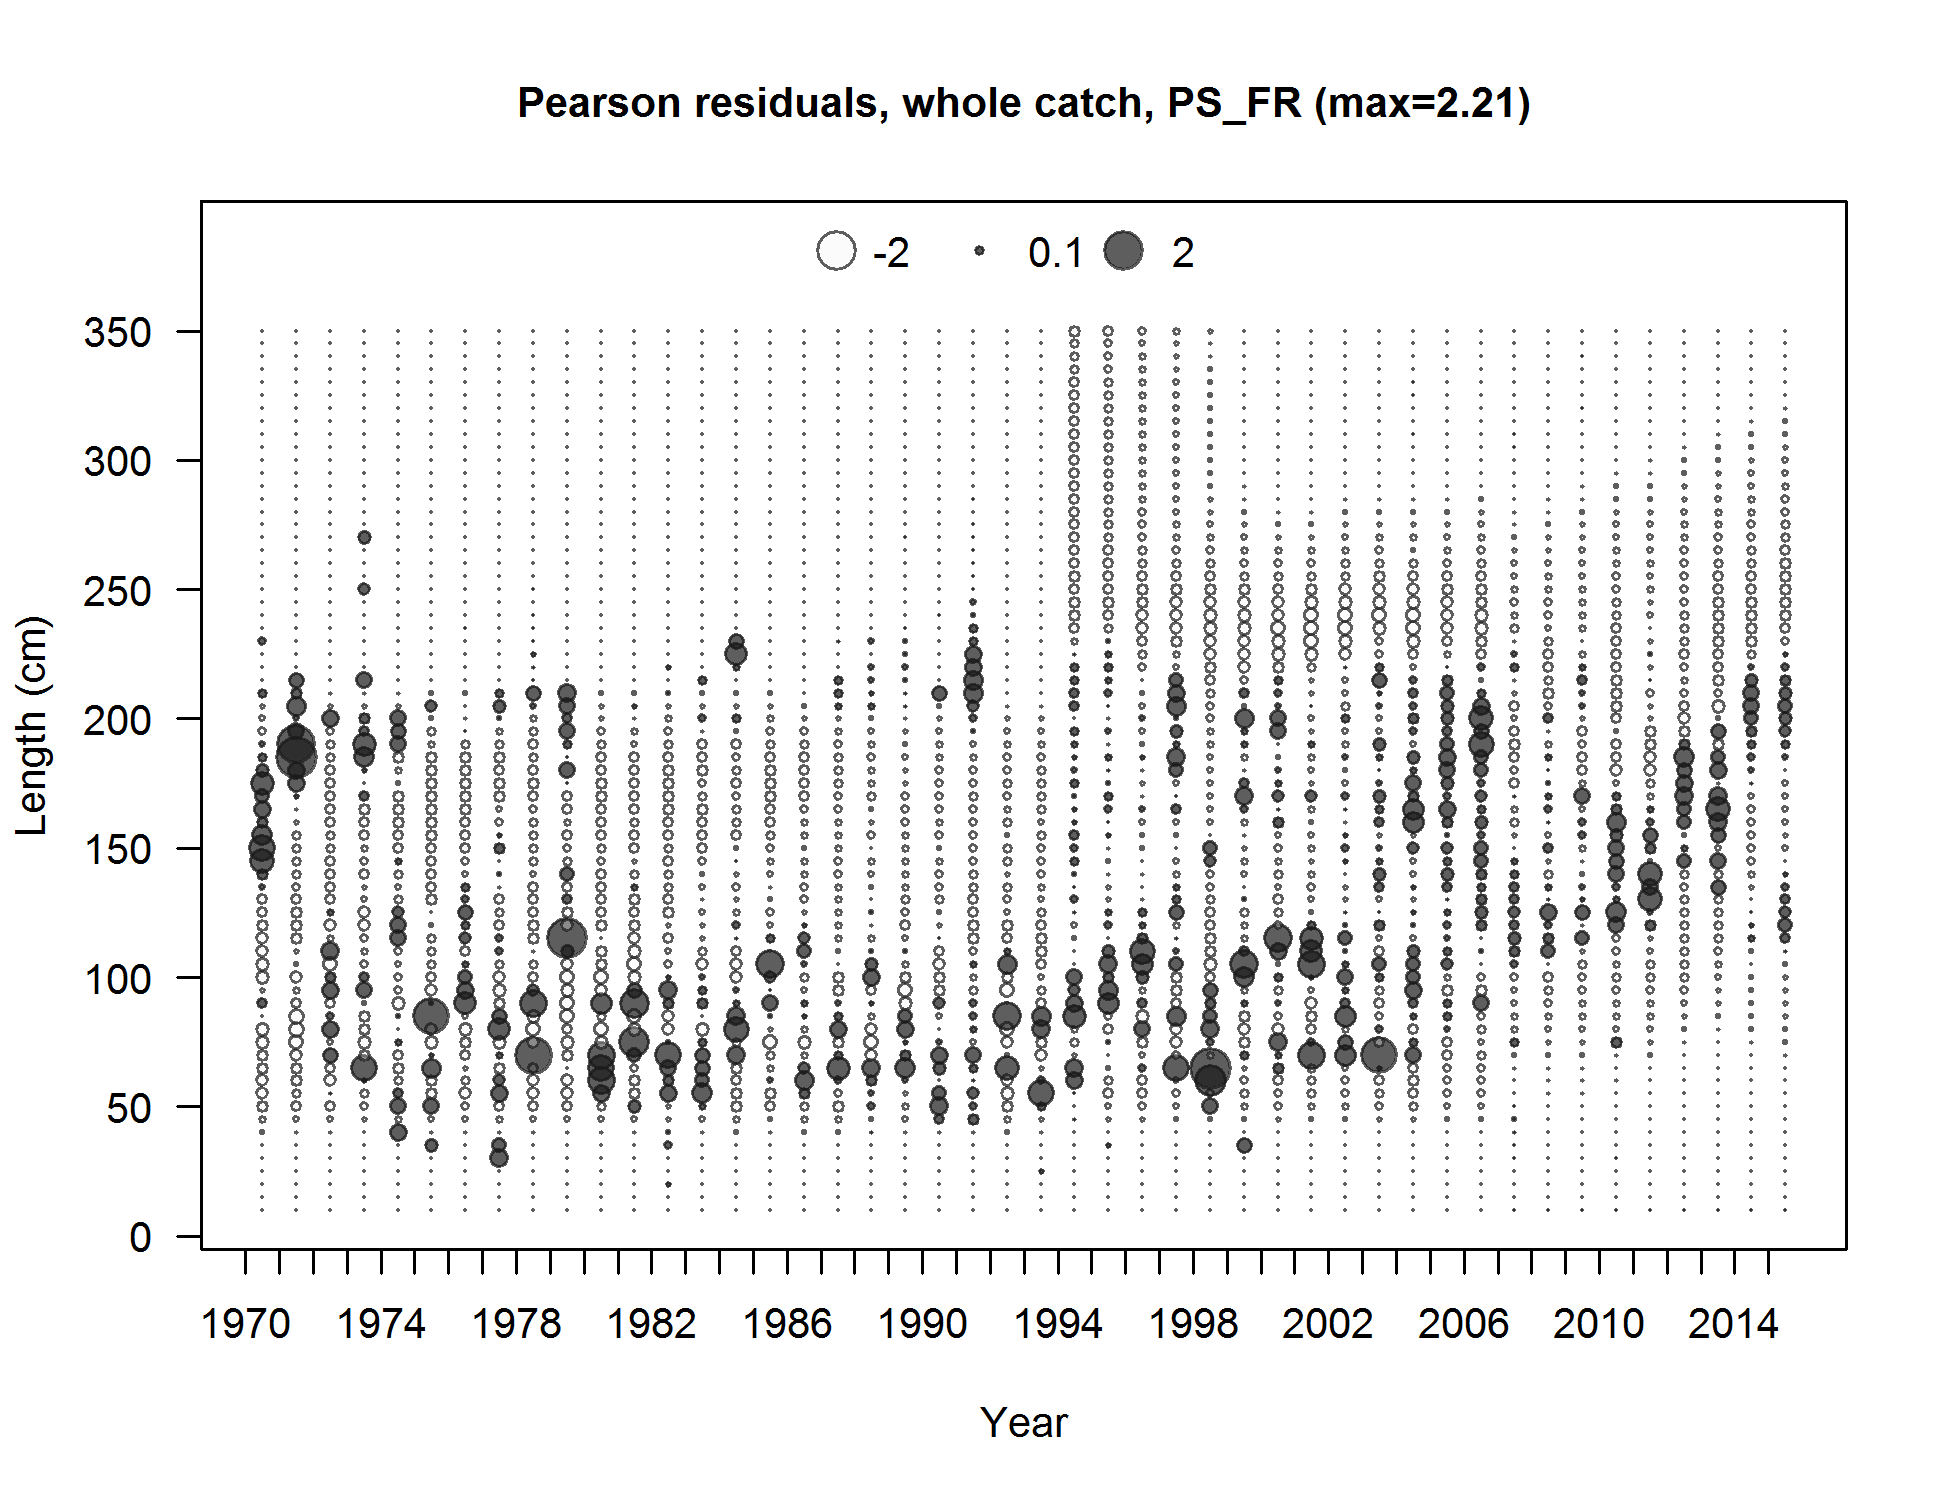 Pearson residuals, whole catch, PS_FR (max=2.21)
-2 0.1 2
350
300
250
200
150
100
50
0
Length (cm)
1970 1974 1978 1982 1986 1990 1994 1998 2002 2006 2010 2014
Year